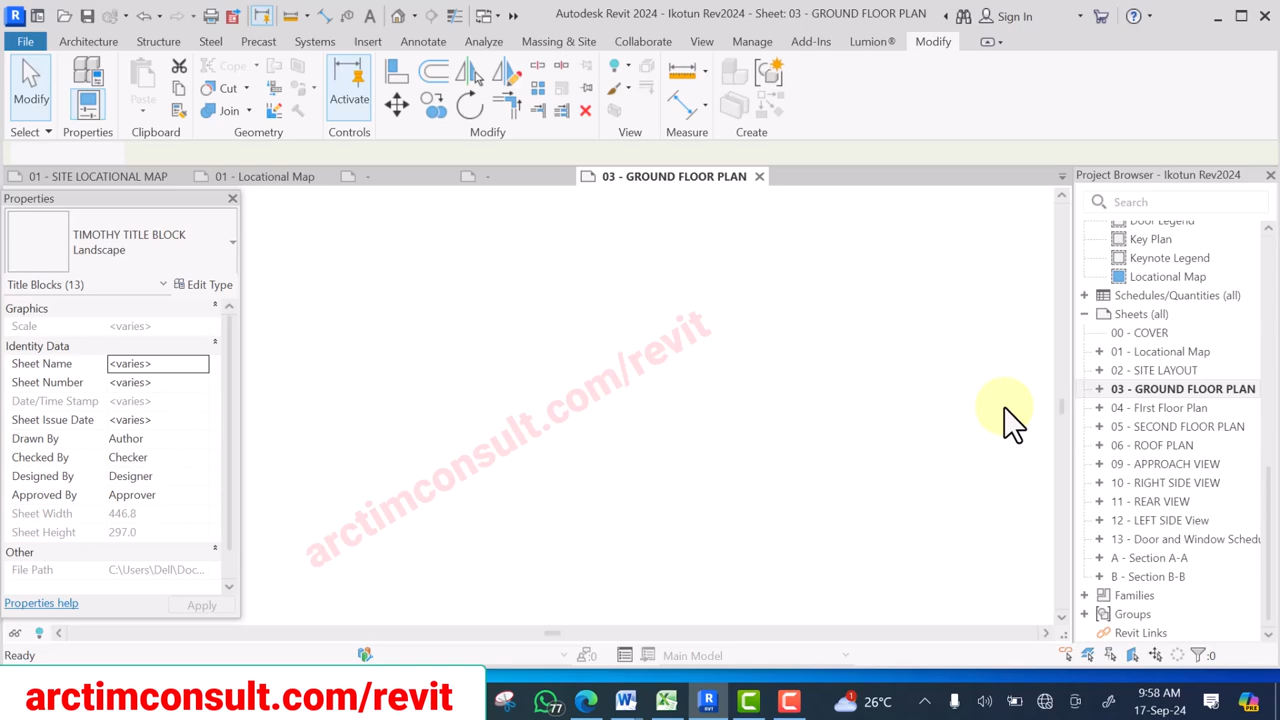 Autodesk Revit 2024 - Ikotun Rev2024 - Sheet: 03 - GROUND FLOOR PLAN
Sign In
File Architecture Structure Steel Precast Systems Insert Annotate Analyze Massing & Site Collaborate View Manage Add-Ins Lumion® Modify
Modify
Paste
Cope
Cut
Join
Activate
Select Properties Clipboard Geometry Controls Modify View Measure Create
01 - SITE LOCATIONAL MAP
01 - Locational Map
-
-
03 - GROUND FLOOR PLAN
Properties
TIMOTHY TITLE BLOCK
Landscape
Title Blocks (13)
Edit Type
Graphics
Scale <varies>
Identity Data
Sheet Name <varies>
Sheet Number <varies>
Date/Time Stamp <varies>
Sheet Issue Date <varies>
Drawn By Author
Checked By Checker
Designed By Designer
Approved By Approver
Sheet Width 446.8
Sheet Height 297.0
Other
File Path C:\Users\Dell\Doc...
Properties help
Apply
arctimconsult.com/revit
Project Browser - Ikotun Rev2024
Search
Door Legend
Key Plan
Keynote Legend
Locational Map
Schedules/Quantities (all)
Sheets (all)
00 - COVER
01 - Locational Map
02 - SITE LAYOUT
03 - GROUND FLOOR PLAN
04 - FIrst Floor Plan
05 - SECOND FLOOR PLAN
06 - ROOF PLAN
09 - APPROACH VIEW
10 - RIGHT SIDE VIEW
11 - REAR VIEW
12 - LEFT SIDE View
13 - Door and Window Schedu
A - Section A-A
B - Section B-B
Families
Groups
Revit Links
Ready
:0
Main Model
:0
arctimconsult.com/revit
77
1
26°C
9:58 AM
17-Sep-24
PRE